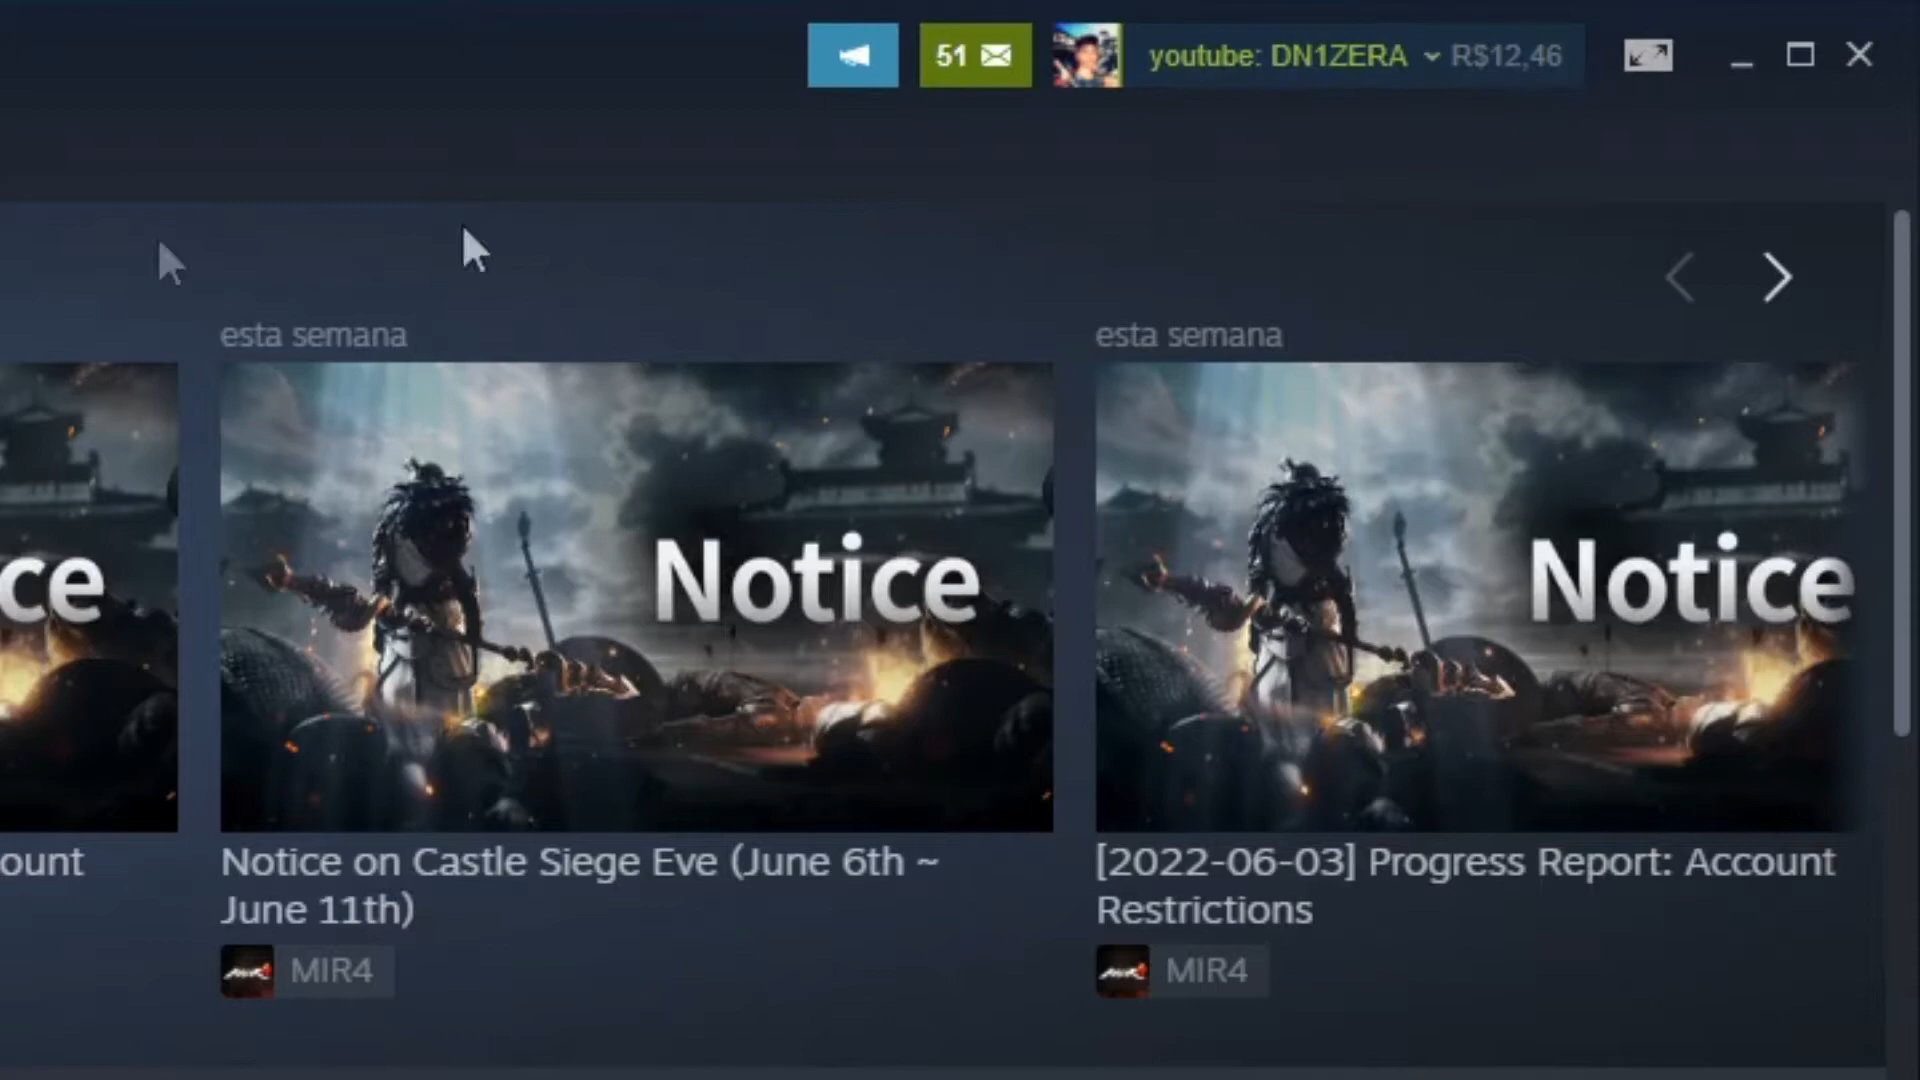 51
youtube: DN1ZERA R$12,46
esta semana
esta semana
ce
Notice
Notice
ount
Notice on Castle Siege Eve (June 6th ~
June 11th)
MIR4
[2022-06-03] Progress Report: Account
Restrictions
MIR4